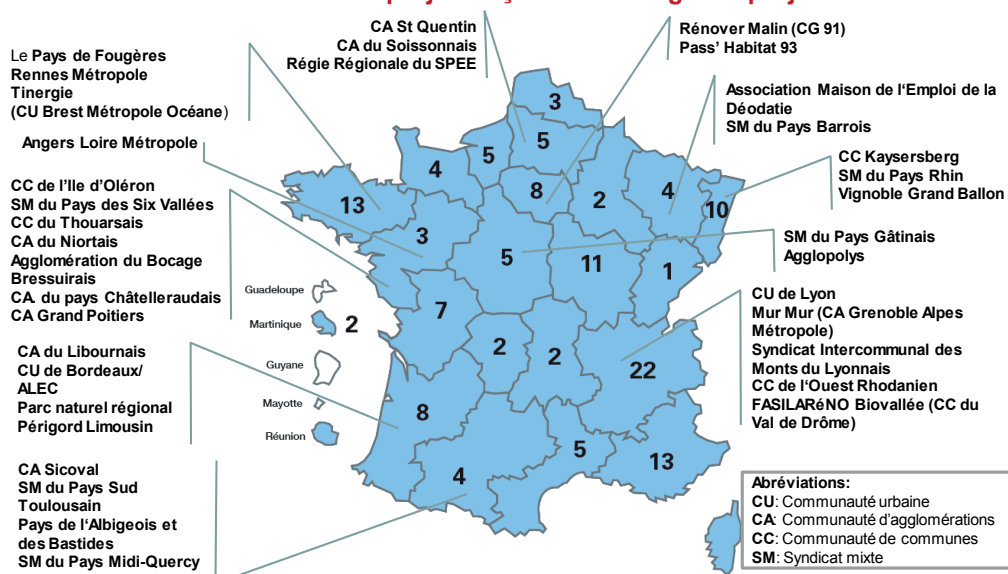 CA St Quentin
CA du Soissonnais
Régie Régionale du SPEE
Rénover Malin (CG 91)
Pass’ Habitat 93
Le Pays de Fougères
Rennes Métropole
Tinergie
(CU Brest Métropole Océane)
Angers Loire Métropole
CC de l’Ile d’Oléron
SM du Pays des Six Vallées
CC du Thouarsais
CA du Niortais
Agglomération du Bocage
Bressuirais
CA. du pays Châtelleraudais
CA Grand Poitiers
CA du Libournais
CU de Bordeaux/
ALEC
Parc naturel régional
Périgord Limousin
CA Sicoval
SM du Pays Sud
Toulousain
Pays de l’Albigeois et
des Bastides
SM du Pays Midi-Quercy
Association Maison de l‘Emploi de la
Déodatie
SM du Pays Barrois
CC Kaysersberg
SM du Pays Rhin
Vignoble Grand Ballon
SM du Pays Gâtinais
Agglopolys
CU de Lyon
Mur Mur (CA Grenoble Alpes
Métropole)
Syndicat Intercommunal des
Monts du Lyonnais
CC de l‘Ouest Rhodanien
FASILARéNO Biovallée (CC du
Val de Drôme)
3
5
5
4
8
2
4
10
13
3
5
11
1
7
2
2
22
8
4
5
13
Guadeloupe
Martinique
2
Guyane
Mayotte
Réunion
Abréviations:
CU: Communauté urbaine
CA: Communauté d’agglomérations
CC: Communauté de communes
SM: Syndicat mixte